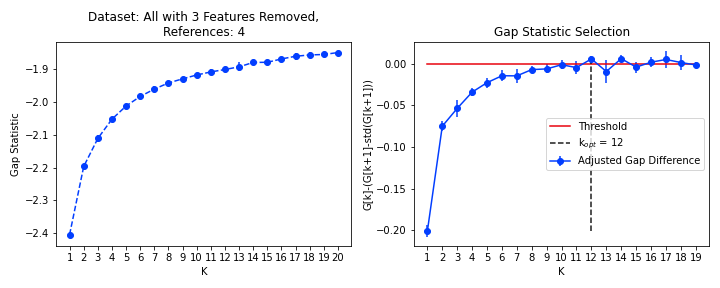 Dataset: All with 3 Features Removed,
References: 4
Gap Statistic
−1.9
−2.0
−2.1
−2.2
−2.3
−2.4
1 2 3 4 5 6 7 8 9 10 11 12 13 14 15 16 17 18 19 20
K
Gap Statistic Selection
G[k]-(G[k+1]-std(G[k+1]))
0.00
−0.05
−0.10
−0.15
−0.20
Threshold
k_opt = 12
Adjusted Gap Difference
1 2 3 4 5 6 7 8 9 10 11 12 13 14 15 16 17 18 19
K